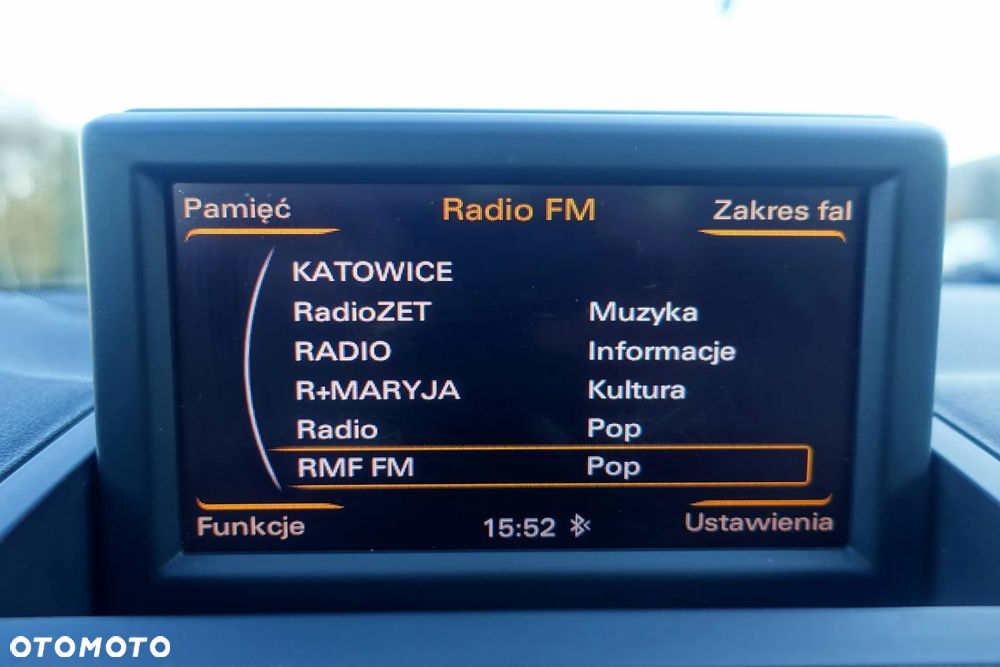 Pamięć Radio FM Zakres fal
KATOWICE
RadioZET Muzyka
RADIO Informacje
R+MARYJA Kultura
Radio Pop
RMF FM Pop
Funkcje 15:52 Ustawienia
OTOMOTO